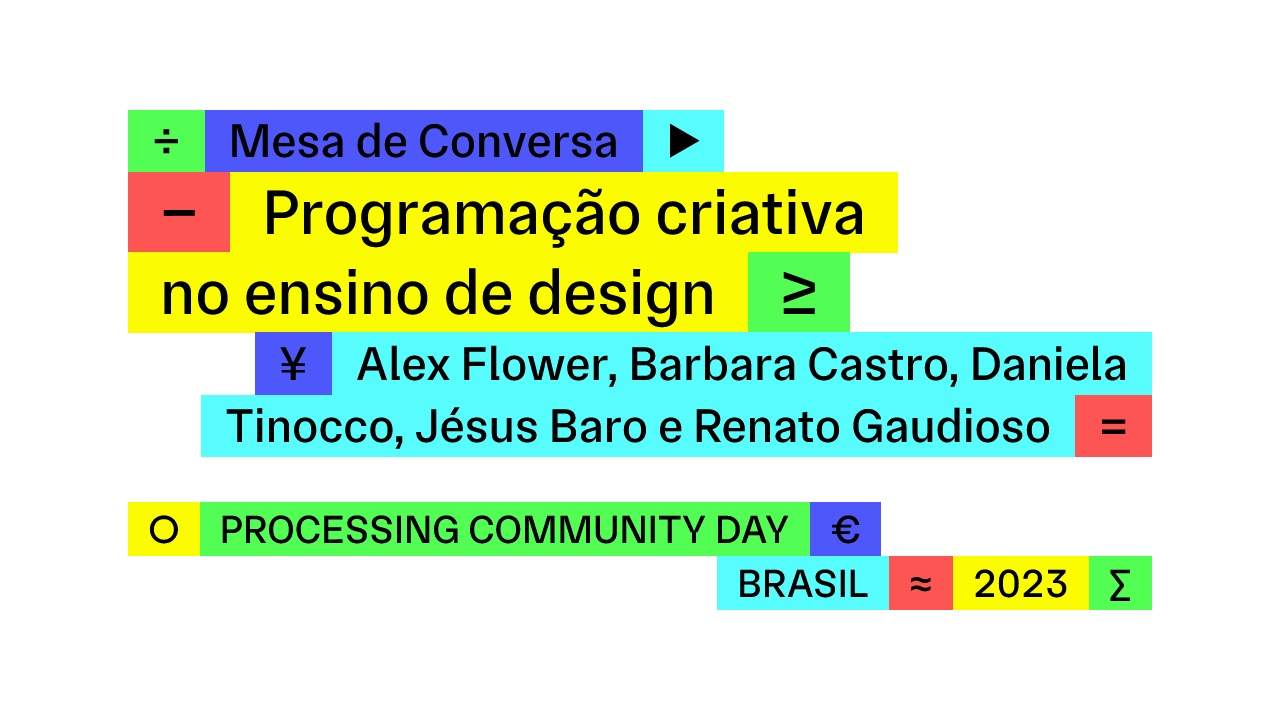 ÷ Mesa de Conversa ▶
– Programação criativa
no ensino de design ≥
¥ Alex Flower, Barbara Castro, Daniela
Tinocco, Jésus Baro e Renato Gaudioso =
○ PROCESSING COMMUNITY DAY €
BRASIL ≈ 2023 ∑